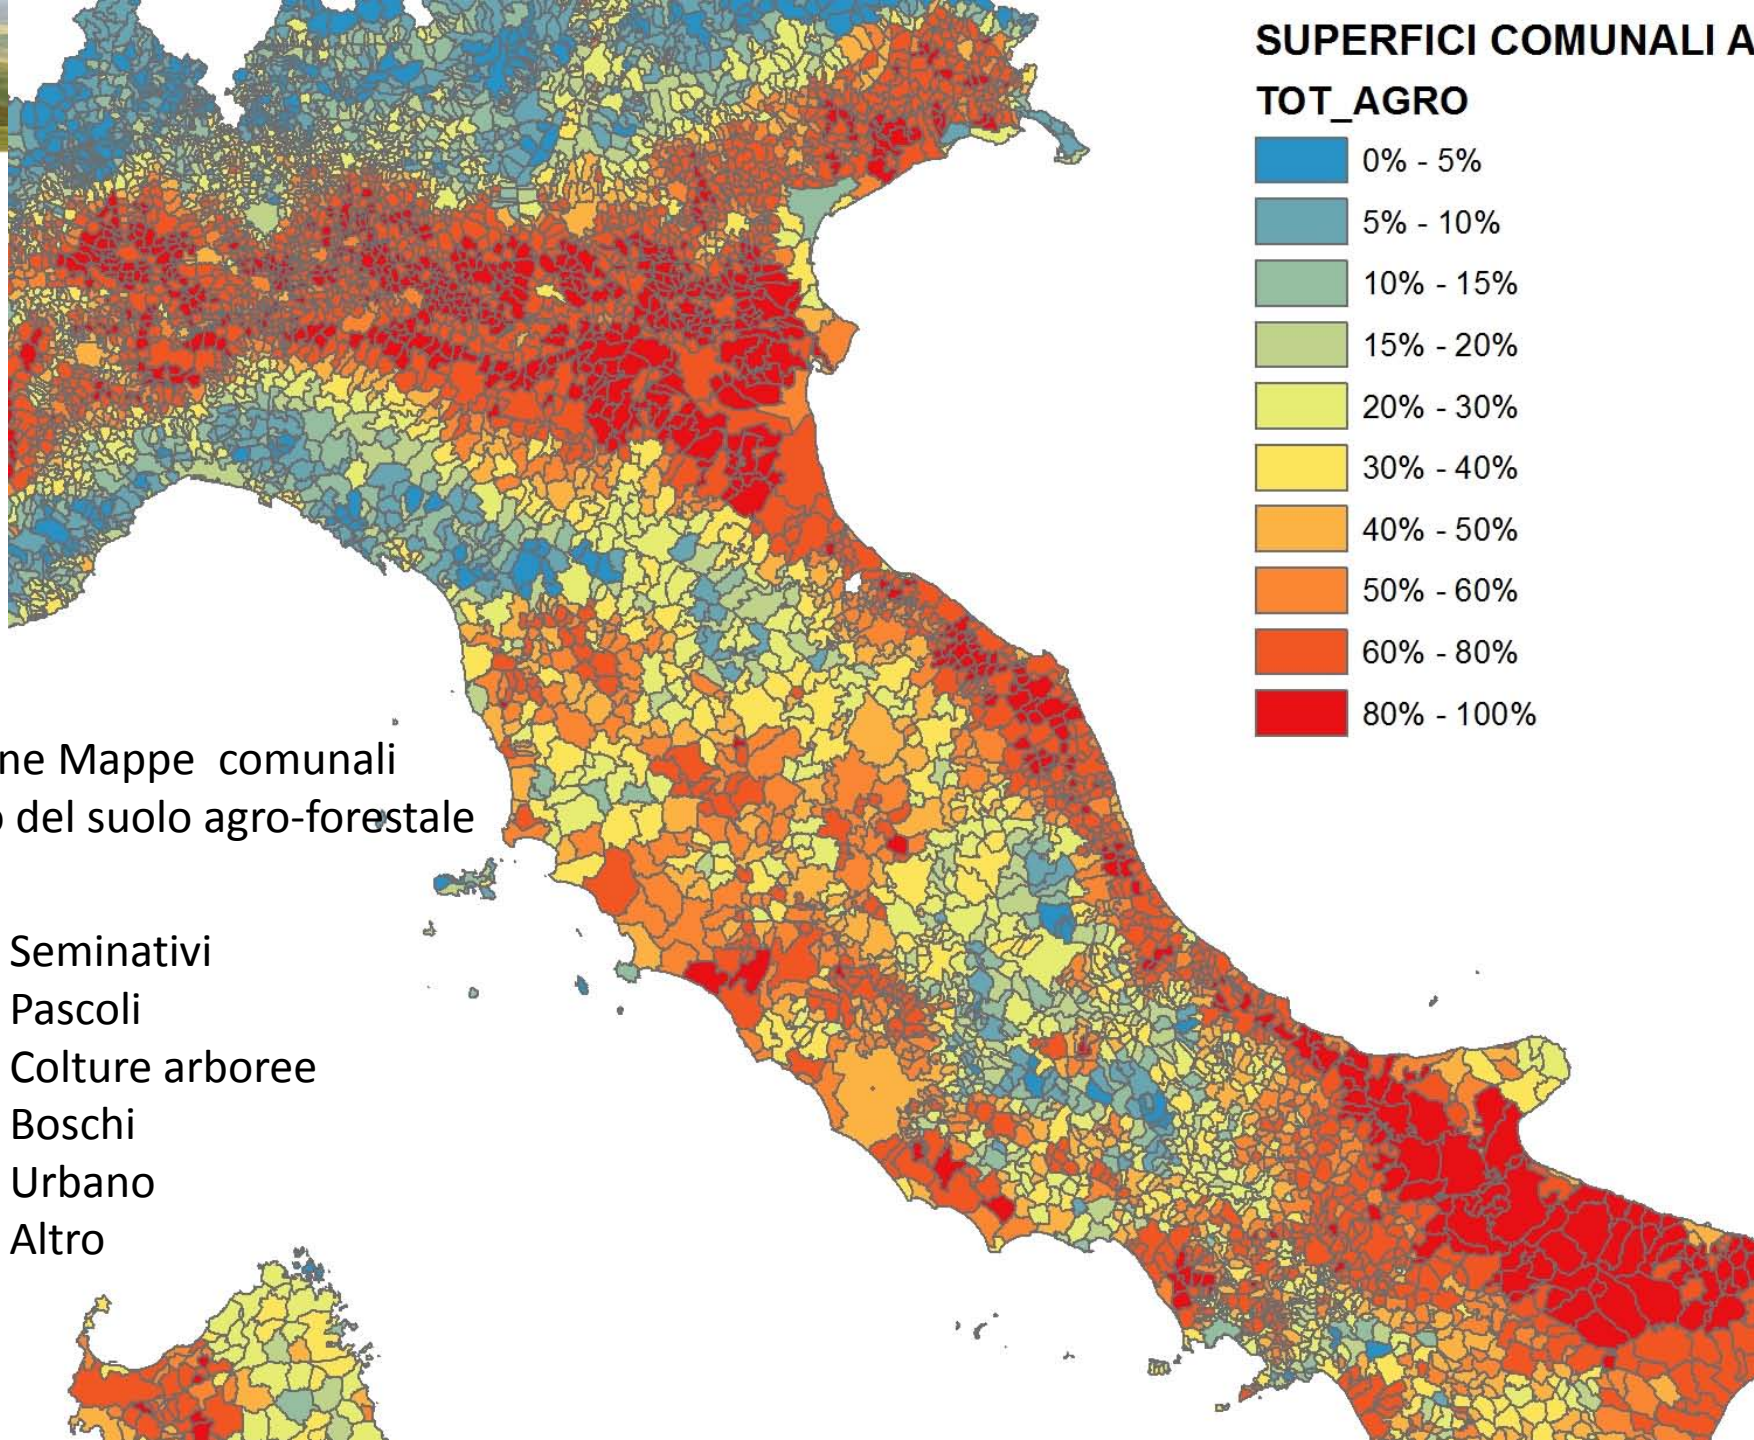 SUPERFICI COMUNALI A
TOT_AGRO
0% - 5%
5% - 10%
10% - 15%
15% - 20%
20% - 30%
30% - 40%
40% - 50%
50% - 60%
60% - 80%
80% - 100%
ne Mappe comunali
o del suolo agro-forestale
Seminativi
Pascoli
Colture arboree
Boschi
Urbano
Altro